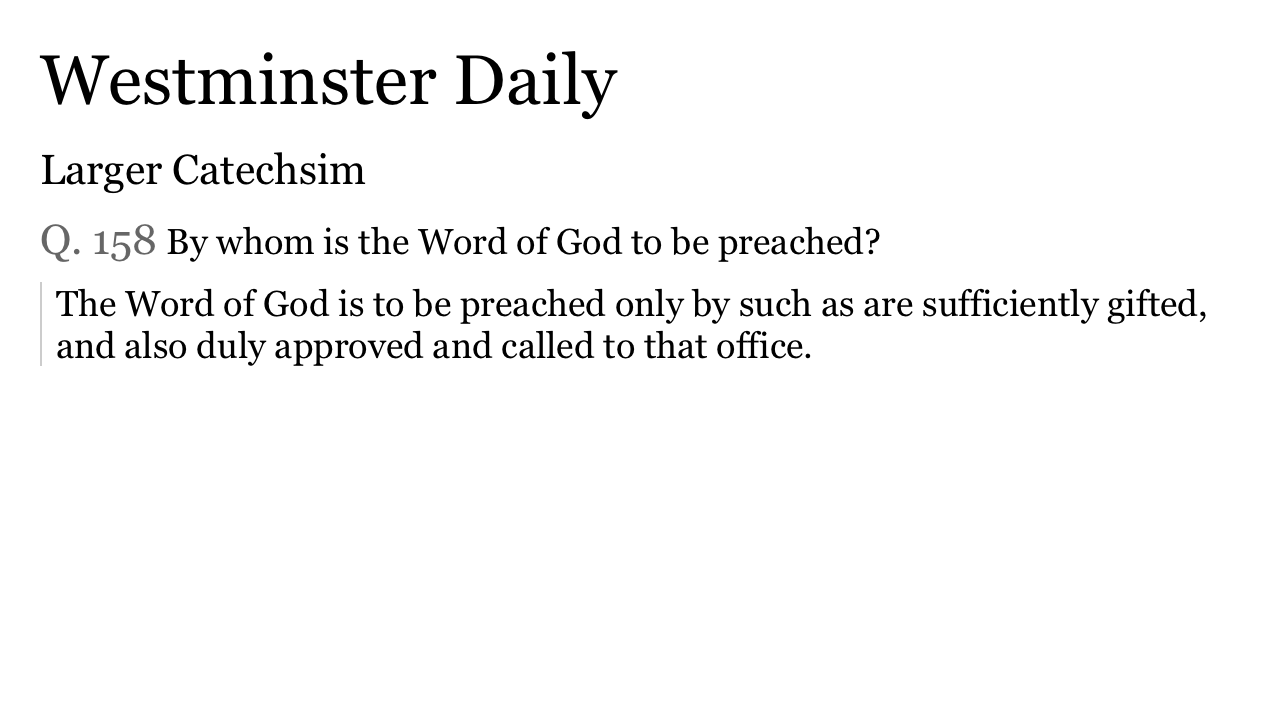 Westminster Daily
Larger Catechsim
Q. 158 By whom is the Word of God to be preached?
The Word of God is to be preached only by such as are sufficiently gifted,
and also duly approved and called to that office.